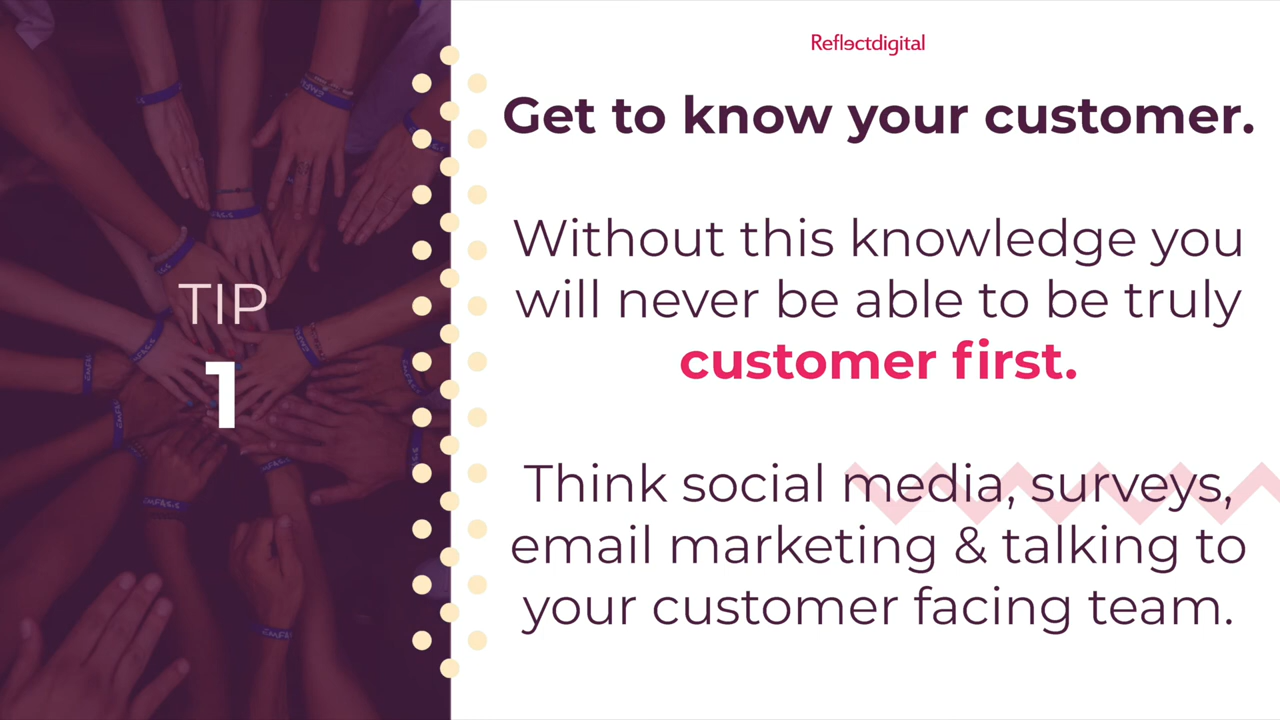 TIP
1
Reflectdigital
Get to know your customer.
Without this knowledge you
will never be able to be truly
customer first.
Think social media, surveys,
email marketing & talking to
your customer facing team.